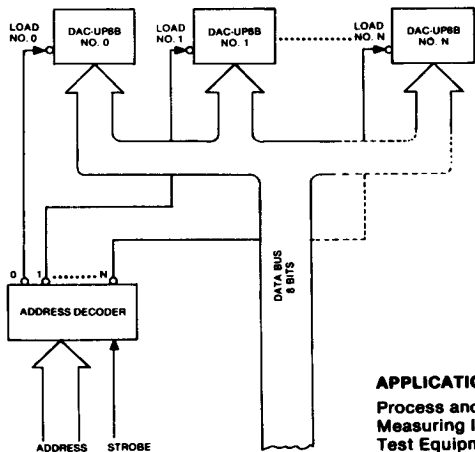 LOAD
NO. 0
DAC-UP8B
NO. 0
LOAD
NO. 1
DAC-UP8B
NO. 1
LOAD
NO. N
DAC-UP8B
NO. N
DATA BUS
8 BITS
0 1 ........ N
ADDRESS DECODER
ADDRESS
STROBE
APPLICATIO
Process and
Measuring I
Test Equipm